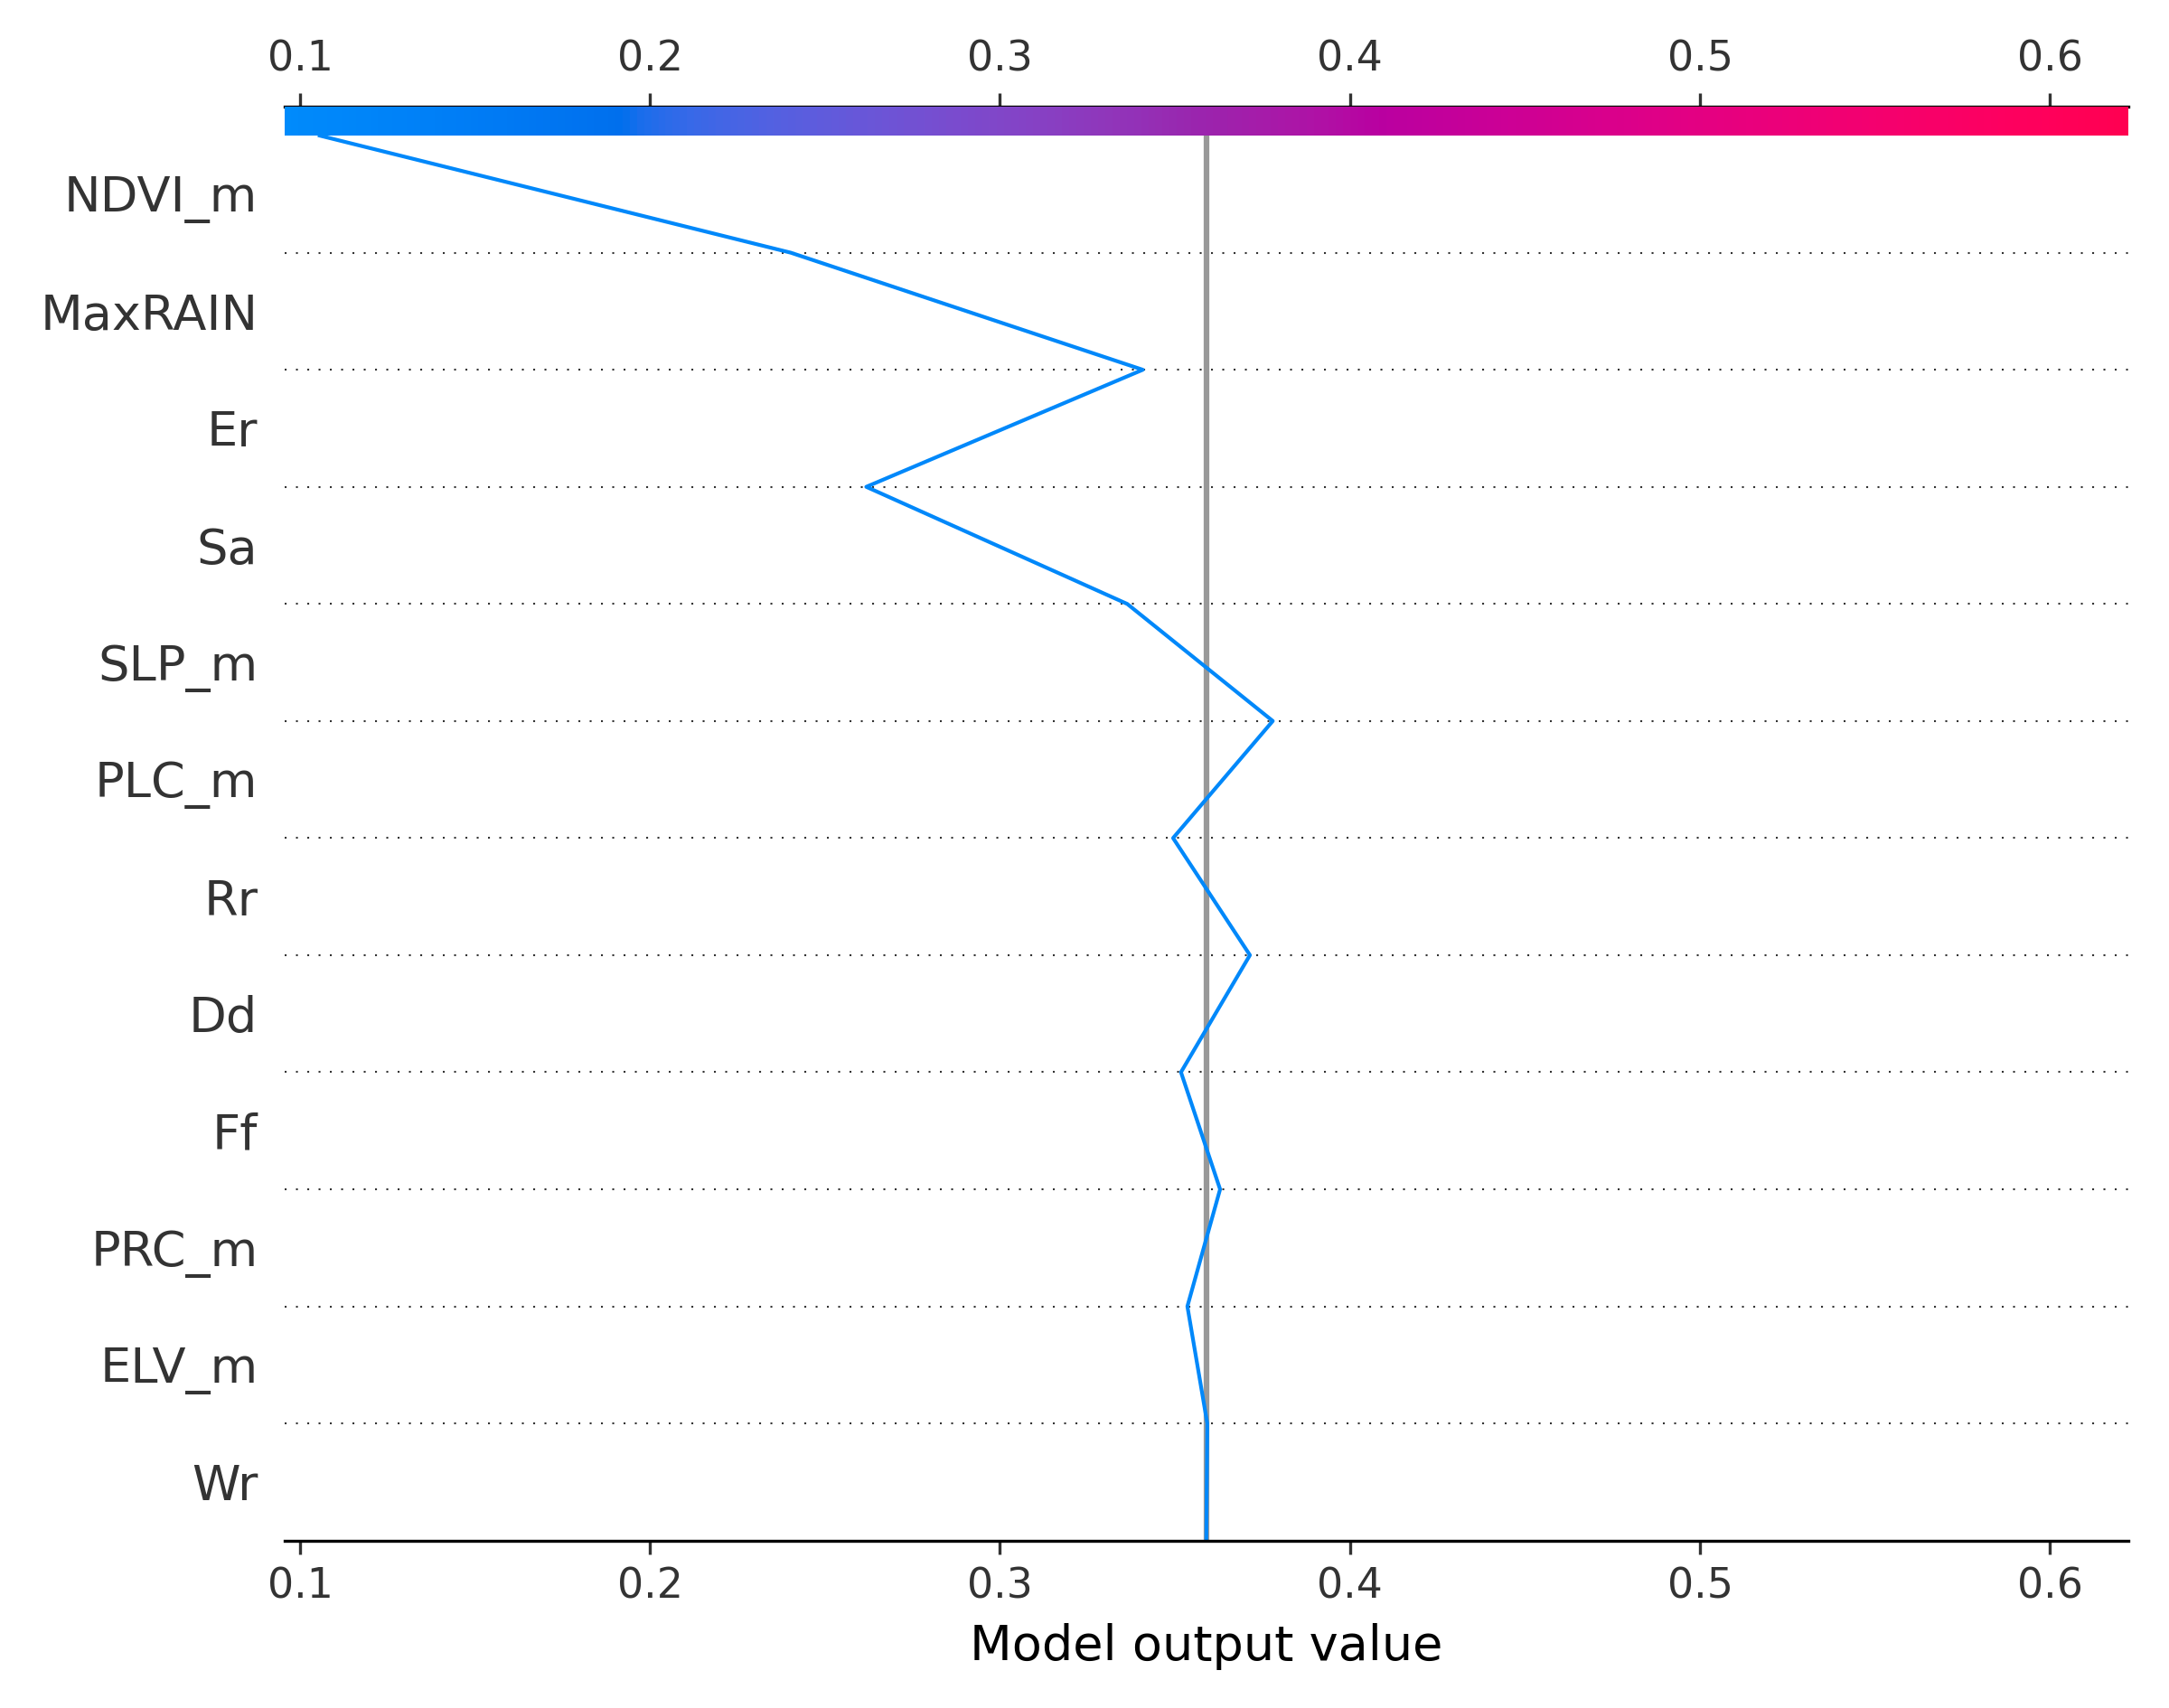 0.1 0.2 0.3 0.4 0.5 0.6
NDVI_m
MaxRAIN
Er
Sa
SLP_m
PLC_m
Rr
Dd
Ff
PRC_m
ELV_m
Wr
0.1 0.2 0.3 0.4 0.5 0.6
Model output value